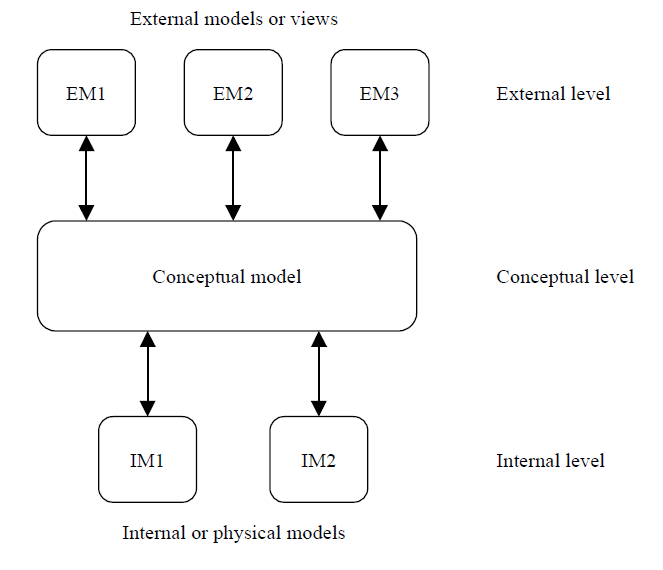 External models or views
EM1 EM2 EM3 External level
Conceptual model Conceptual level
IM1 IM2 Internal level
Internal or physical models